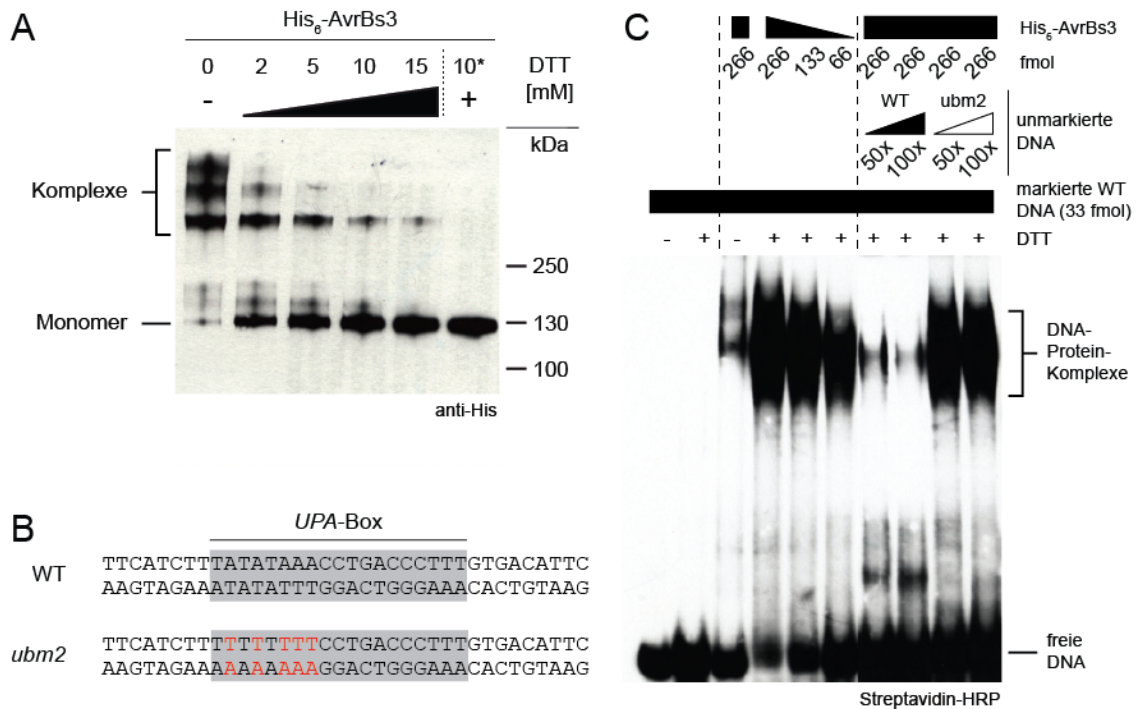 A
His6-AvrBs3
0 2 5 10 15 10*
DTT
[mM]
- +
kDa
Komplexe
250
Monomer
130
100
anti-His
B
UPA-Box
WT
TTCATCTTTATATAAACCTGACCCTTTGTGACATTC
AAGTAGAAATATATTTGGACTGGGAAACACTGTAAG
ubm2
TTCATCTTTTTTTTTTCCTGACCCTTTGTGACATTC
AAGTAGAAAAAAAAAAGGACTGGGAAACACTGTAAG
C
His6-AvrBs3
266 266 133 66 266 266 266 266
fmol
WT ubm2
50x 100x 50x 100x
unmarkierte
DNA
markierte WT
DNA (33 fmol)
- + - + + + + + + +
DTT
DNA-
Protein-
Komplexe
freie
DNA
Streptavidin-HRP